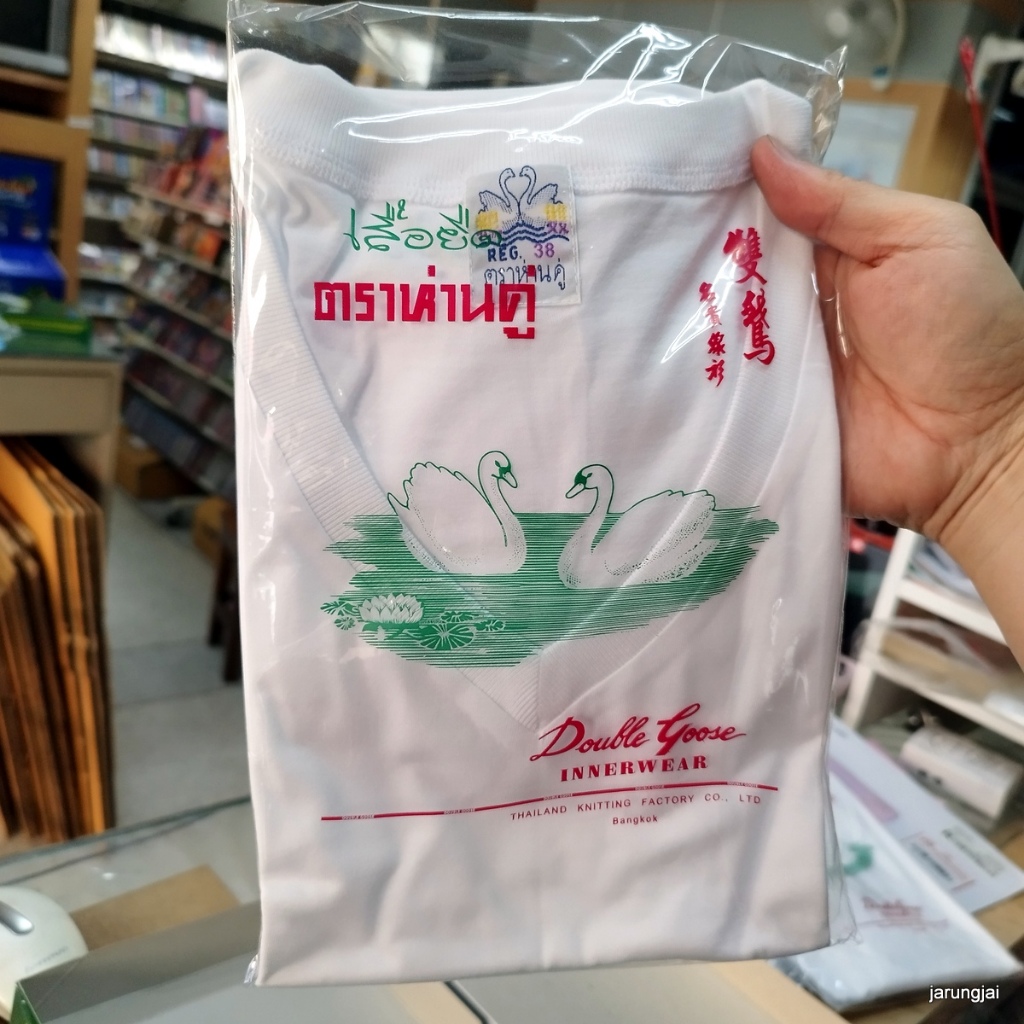 เสื้อยืด
ตราห่านคู่
REG. 38
ตราห่านคู่
雙鵞
Double Goose
INNERWEAR
THAILAND KNITTING FACTORY CO., LTD
Bangkok
jarungjai